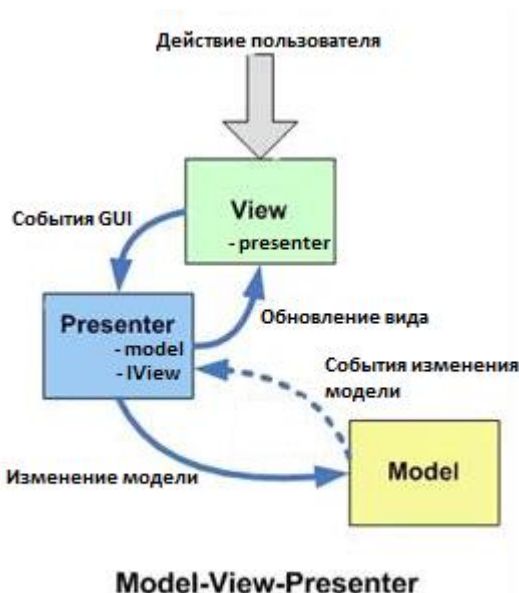 Действие пользователя
View
- presenter
События GUI
Presenter
- model
- IView
Обновление вида
События изменения
модели
Изменение модели
Model
Model-View-Presenter